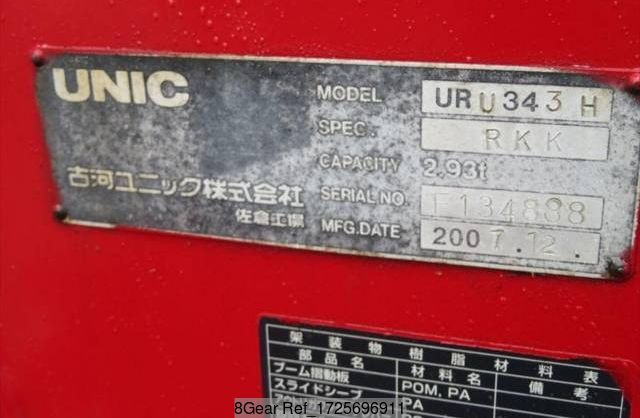 UNIC
MODEL URU343H
SPEC. RKK
CAPACITY 2.93t
古河ユニック株式会社
SERIAL NO. F134888
佐倉工場
MFG.DATE 2007.12.
架装物樹脂材料表
部品名 材料名 備考
ブーム摺動板
スライドシーブ POM, PA
PA
8Gear Ref_1725696911